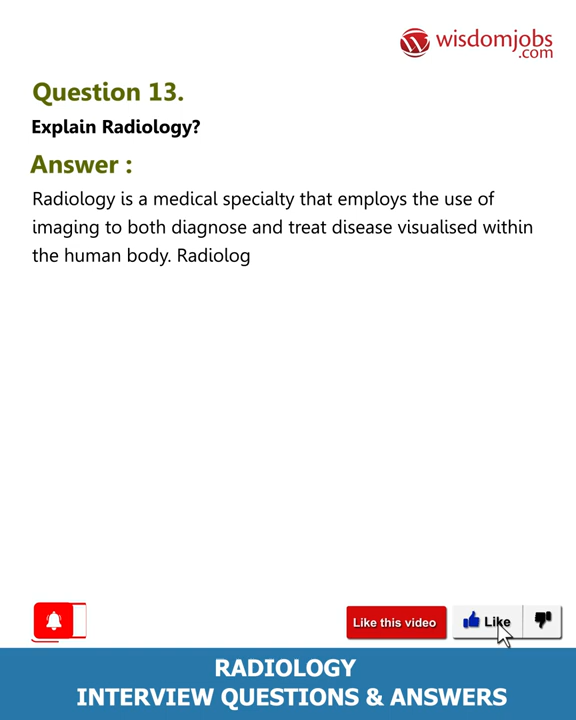 wisdomjobs
.com
Question 13.
Explain Radiology?
Answer :
Radiology is a medical specialty that employs the use of
imaging to both diagnose and treat disease visualised within
the human body. Radiolog
Like this video
Like
RADIOLOGY
INTERVIEW QUESTIONS & ANSWERS